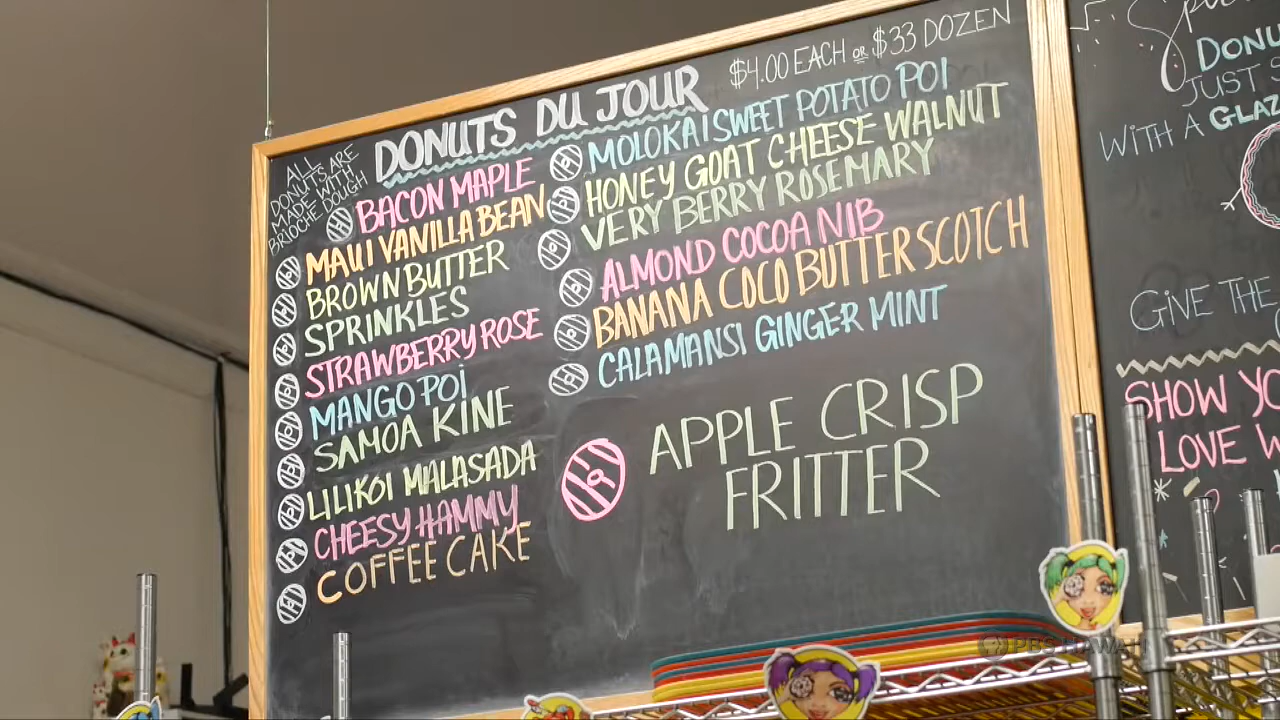 DONUTS DU JOUR
$4.00 EACH OR $33 DOZEN
ALL
DONUTS ARE
MADE WITH
BRIOCHE DOUGH
BACON MAPLE
MAUI VANILLA BEAN
BROWN BUTTER
SPRINKLES
STRAWBERRY ROSE
MANGO POI
SAMOA KINE
LILIKOI MALASADA
CHEESY HAMMY
COFFEE CAKE
MOLOKAI SWEET POTATO POI
HONEY GOAT CHEESE WALNUT
VERY BERRY ROSEMARY
ALMOND COCOA NIB
BANANA COCO BUTTERSCOTCH
CALAMANSI GINGER MINT
APPLE CRISP
FRITTER
DONU
JUST S
WITH A GLAZ
GIVE THE
SHOW YO
LOVE W
PBS HAWAII